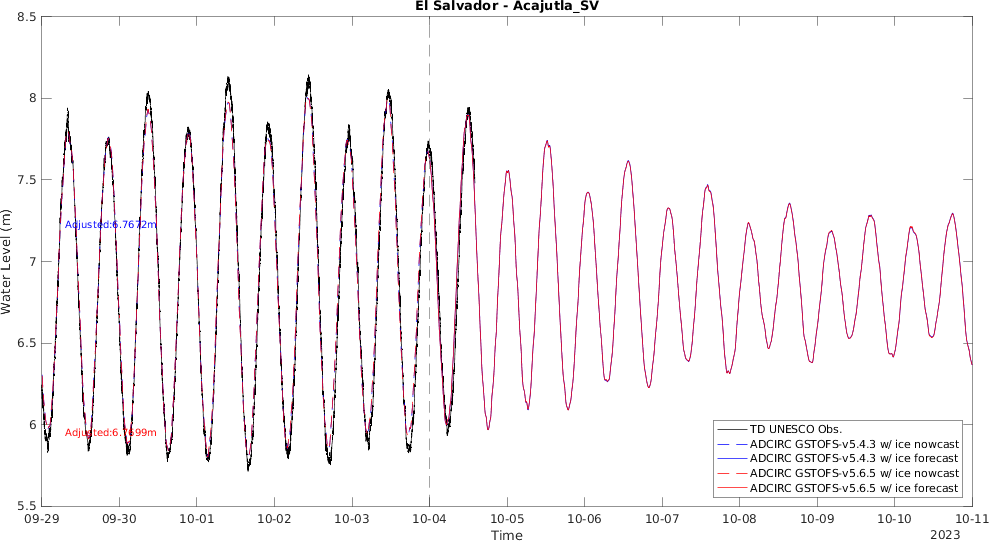 El Salvador - Acajutla_SV
8.5
8
7.5
7
6.5
6
5.5
Water Level (m)
Adjusted:6.7672m
Adjusted:6.7699m
TD UNESCO Obs.
ADCIRC GSTOFS-v5.4.3 w/ ice nowcast
ADCIRC GSTOFS-v5.4.3 w/ ice forecast
ADCIRC GSTOFS-v5.6.5 w/ ice nowcast
ADCIRC GSTOFS-v5.6.5 w/ ice forecast
09-29 09-30 10-01 10-02 10-03 10-04 10-05 10-06 10-07 10-08 10-09 10-10 10-11
Time
2023